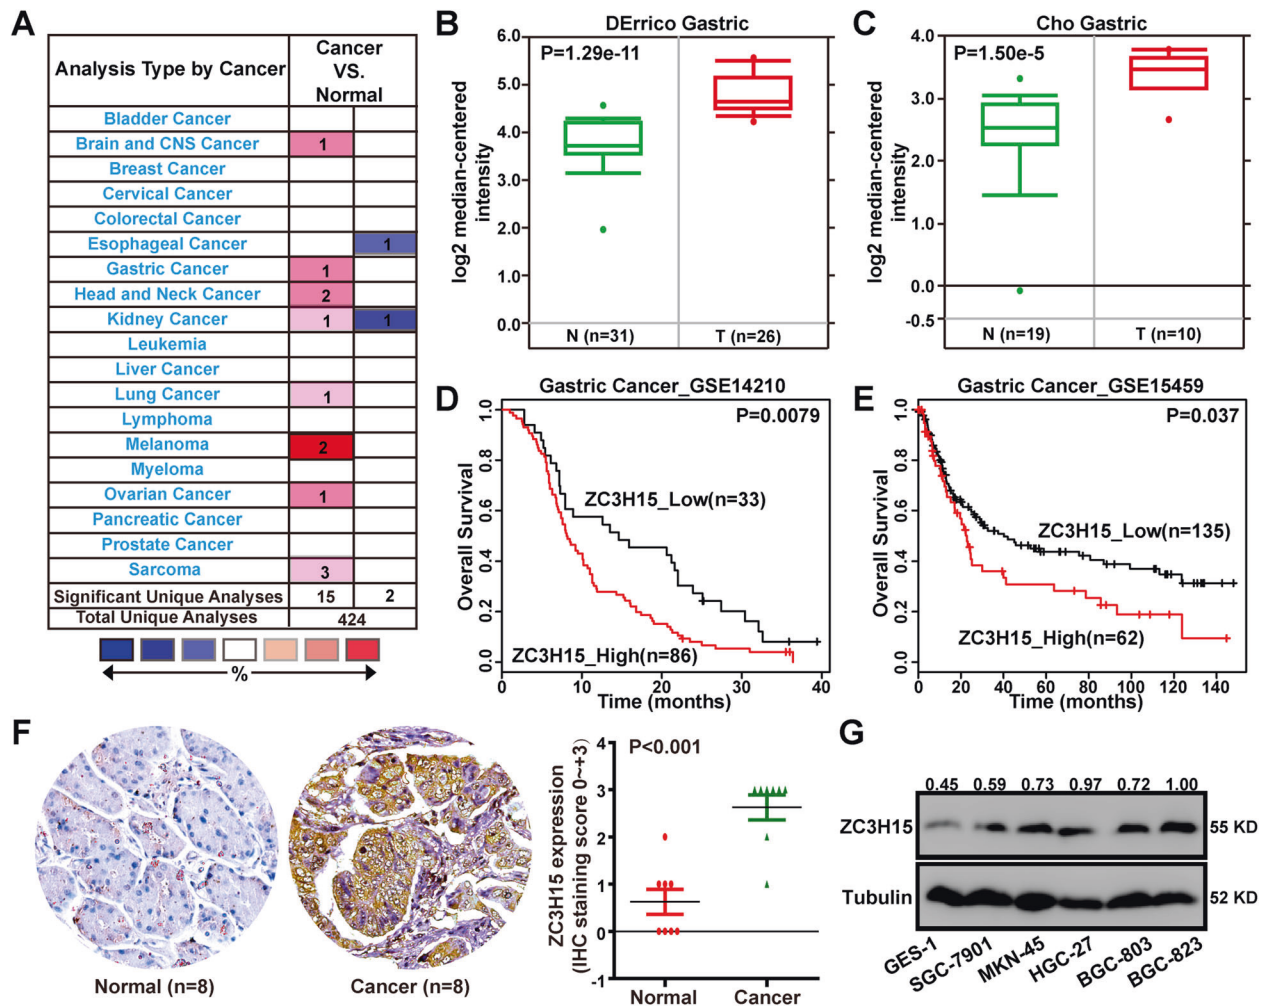 A
Analysis Type by Cancer
Cancer
VS.
Normal
Bladder Cancer
Brain and CNS Cancer 1
Breast Cancer
Cervical Cancer
Colorectal Cancer
Esophageal Cancer 1
Gastric Cancer 1
Head and Neck Cancer 2
Kidney Cancer 1 1
Leukemia
Liver Cancer
Lung Cancer 1
Lymphoma
Melanoma 2
Myeloma
Ovarian Cancer 1
Pancreatic Cancer
Prostate Cancer
Sarcoma 3
Significant Unique Analyses 15 2
Total Unique Analyses 424
%
B
DErrico Gastric
P=1.29e-11
log2 median-centered
intensity
6.0
5.0
4.0
3.0
2.0
1.0
0.0
N (n=31) T (n=26)
C
Cho Gastric
P=1.50e-5
log2 median-centered
intensity
4.0
3.0
2.0
1.0
0.0
-0.5
N (n=19) T (n=10)
D
Gastric Cancer_GSE14210
P=0.0079
Overall Survival
1.0
0.8
0.6
0.4
0.2
0.0
ZC3H15_Low(n=33)
ZC3H15_High(n=86)
0 10 20 30 40
Time (months)
E
Gastric Cancer_GSE15459
P=0.037
Overall Survival
1.0
0.8
0.6
0.4
0.2
0.0
ZC3H15_Low(n=135)
ZC3H15_High(n=62)
0 20 40 60 80 100 120 140
Time (months)
F
Normal (n=8)
Cancer (n=8)
ZC3H15 expression
(IHC staining score 0~+3)
P<0.001
4
3
2
1
0
-1
Normal Cancer
G
0.45 0.59 0.73 0.97 0.72 1.00
ZC3H15 55 KD
Tubulin 52 KD
GES-1 SGC-7901 MKN-45 HGC-27 BGC-803 BGC-823